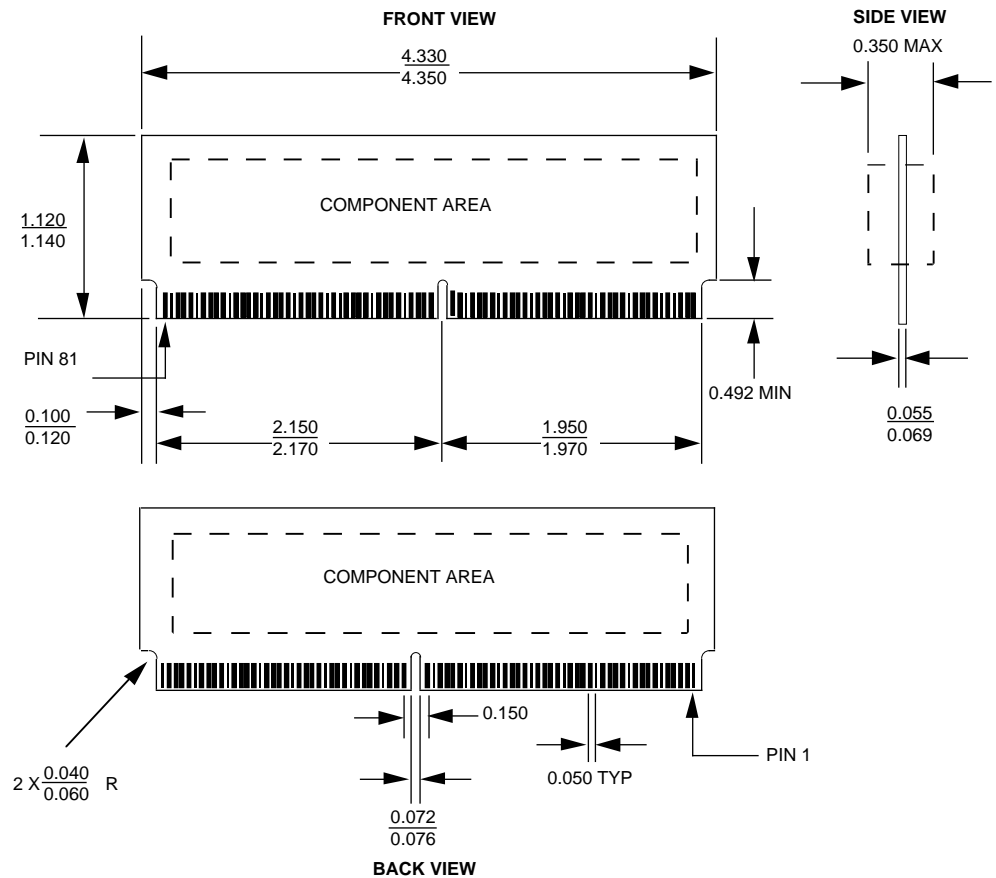 FRONT VIEW
SIDE VIEW
4.330
4.350
0.350 MAX
COMPONENT AREA
1.120
1.140
PIN 81
0.492 MIN
0.100
0.120
2.150
2.170
1.950
1.970
0.055
0.069
COMPONENT AREA
0.150
PIN 1
0.050 TYP
2 X 0.040 R
0.060
0.072
0.076
BACK VIEW